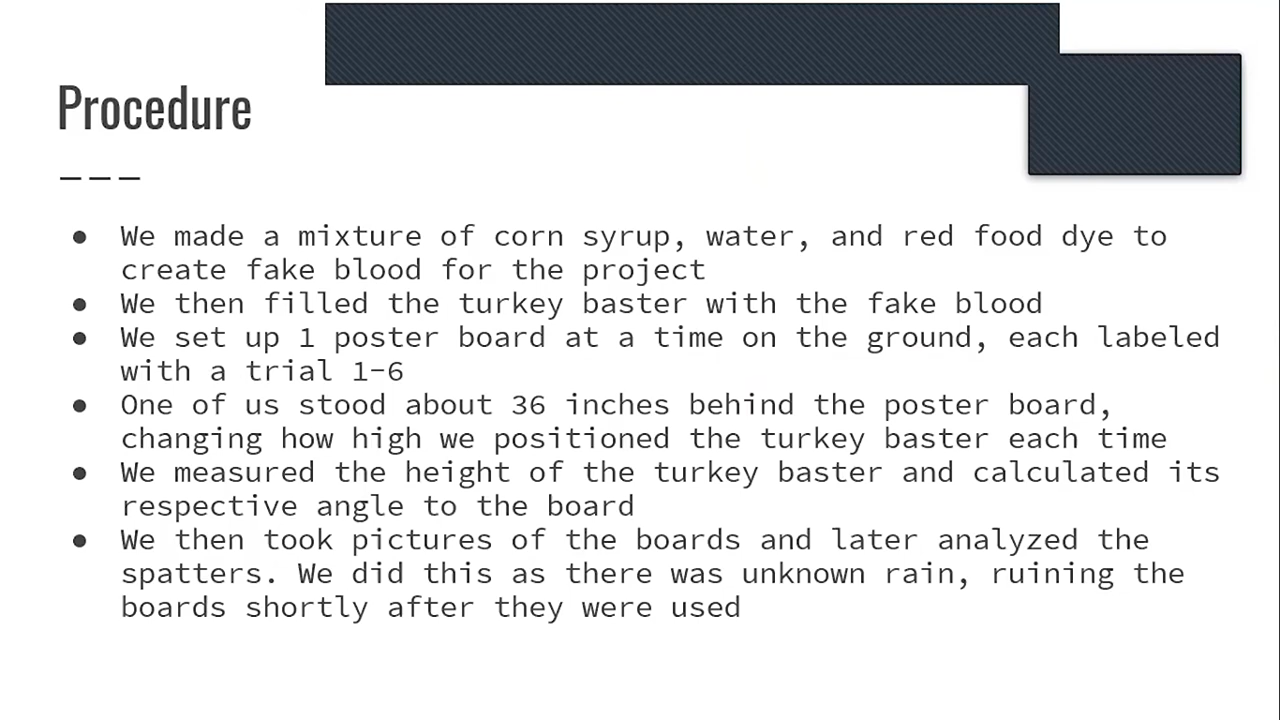 Procedure
● We made a mixture of corn syrup, water, and red food dye to
create fake blood for the project
● We then filled the turkey baster with the fake blood
● We set up 1 poster board at a time on the ground, each labeled
with a trial 1-6
● One of us stood about 36 inches behind the poster board,
changing how high we positioned the turkey baster each time
● We measured the height of the turkey baster and calculated its
respective angle to the board
● We then took pictures of the boards and later analyzed the
spatters. We did this as there was unknown rain, ruining the
boards shortly after they were used